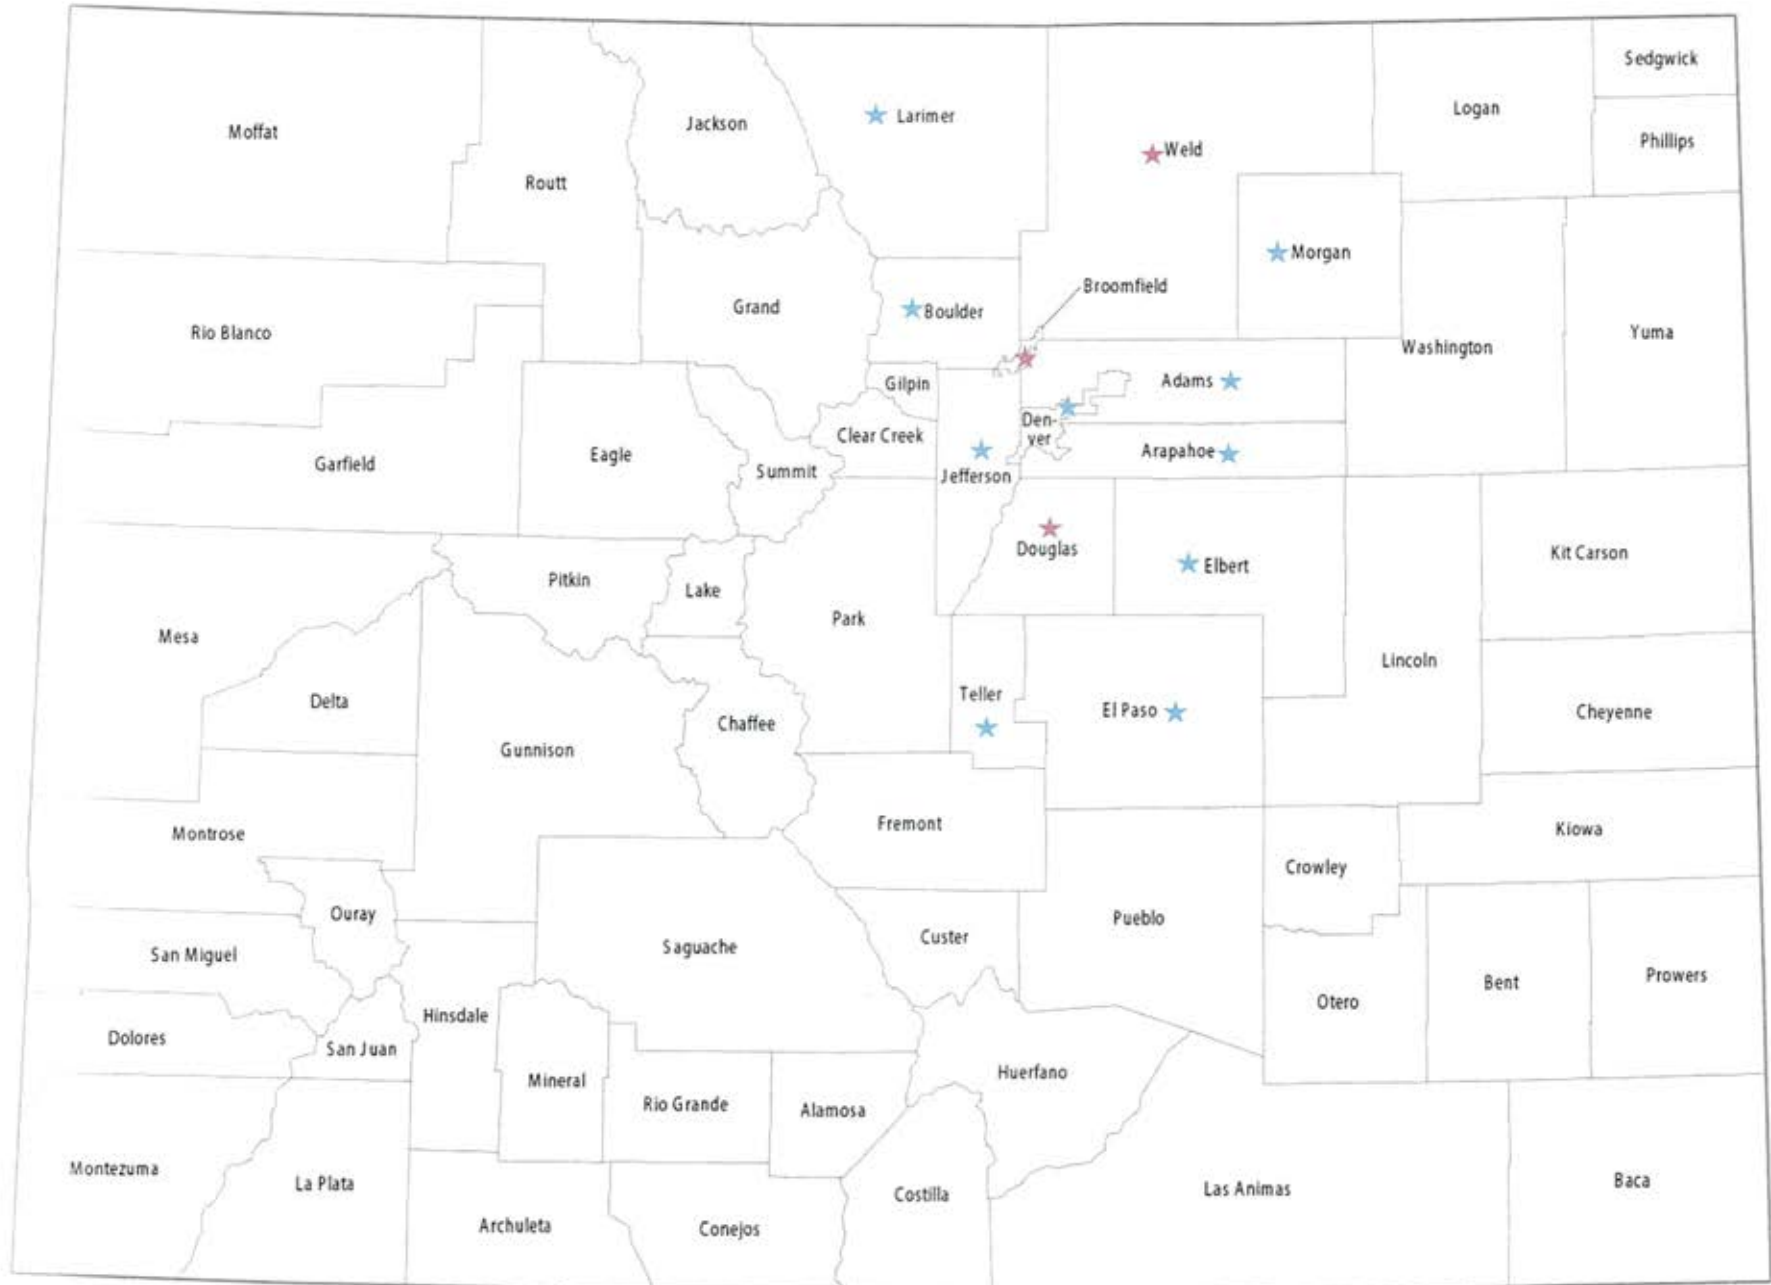 Sedgwick
Logan
Larimer
Jackson
Moffat
Phillips
Weld
Routt
Morgan
Broomfield
Grand
Boulder
Rio Blanco
Yuma
Washington
Adams
Gilpin
Den-
ver
Clear Creek
Arapahoe
Eagle
Garfield
Summit
Jefferson
Douglas
Kit Carson
Elbert
Pitkin
Lake
Park
Mesa
Lincoln
Teller
Delta
El Paso
Cheyenne
Chaffee
Gunnison
Fremont
Kiowa
Montrose
Crowley
Ouray
Pueblo
Custer
Saguache
San Miguel
Prowers
Bent
Otero
Hinsdale
Dolores
San Juan
Huerfano
Mineral
Rio Grande
Alamosa
Montezuma
La Plata
Baca
Las Animas
Costilla
Archuleta
Conejos